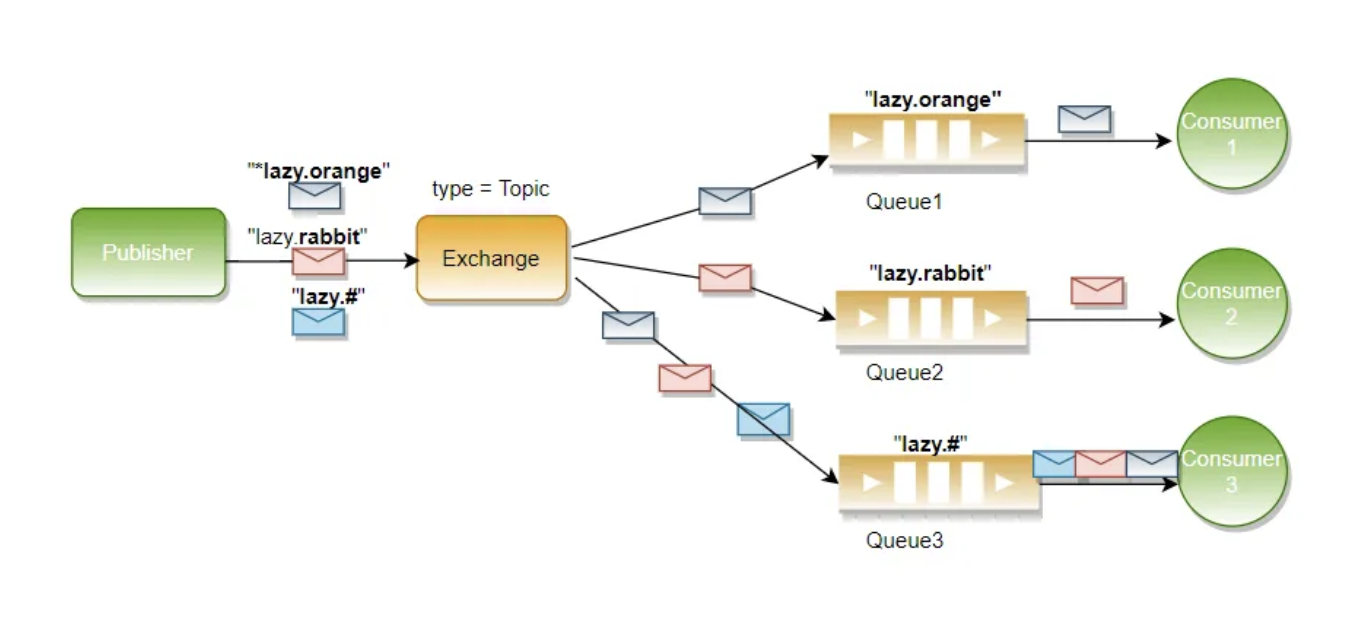 "*lazy.orange"
"lazy.rabbit"
"lazy.#"
Publisher
type = Topic
Exchange
"lazy.orange"
Queue1
Consumer
1
"lazy.rabbit"
Queue2
Consumer
2
"lazy.#"
Queue3
Consumer
3